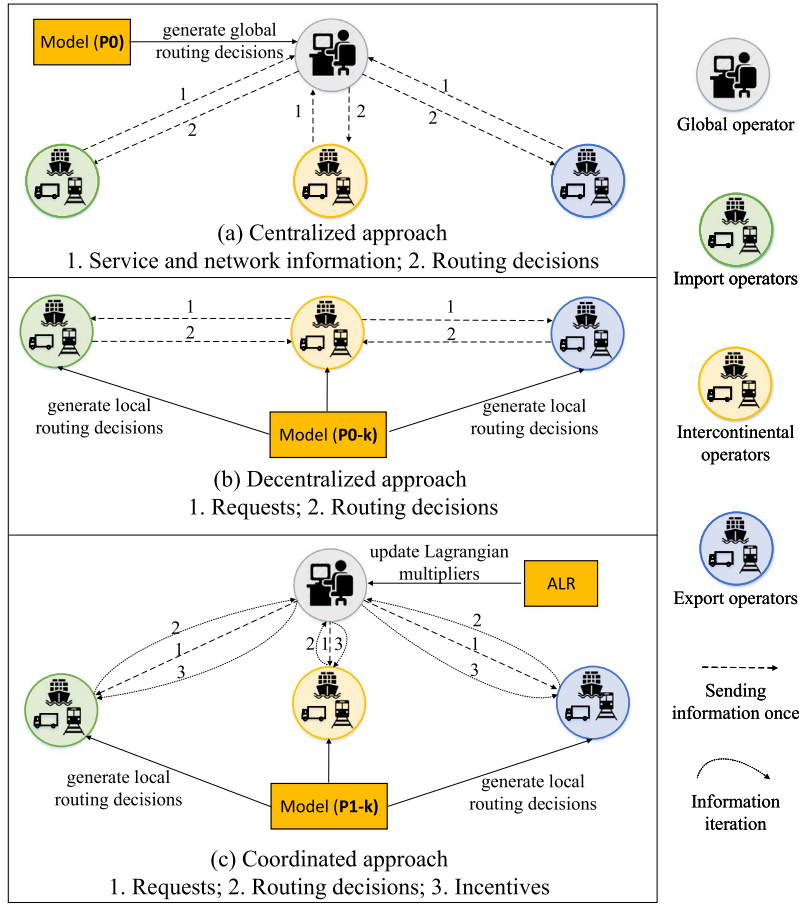 Model (P0)
generate global
routing decisions
1
2
1
2
1
2
(a) Centralized approach
1. Service and network information; 2. Routing decisions
1
2
1
2
generate local
routing decisions
Model (P0-k)
generate local
routing decisions
(b) Decentralized approach
1. Requests; 2. Routing decisions
update Lagrangian
multipliers
ALR
2
1
3
2
1
3
2
1
3
generate local
routing decisions
Model (P1-k)
generate local
routing decisions
(c) Coordinated approach
1. Requests; 2. Routing decisions; 3. Incentives
Global operator
Import operators
Intercontinental
operators
Export operators
Sending
information once
Information
iteration